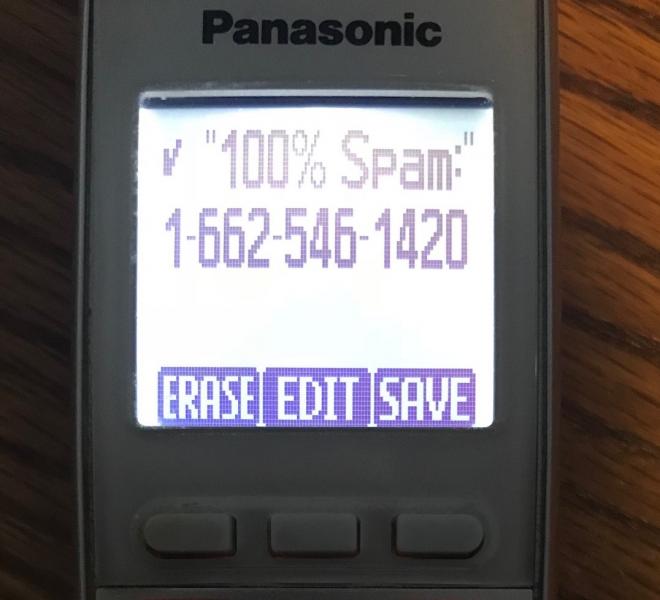 Panasonic
✓ "100% Spam:"
1-662-546-1420
ERASE EDIT SAVE